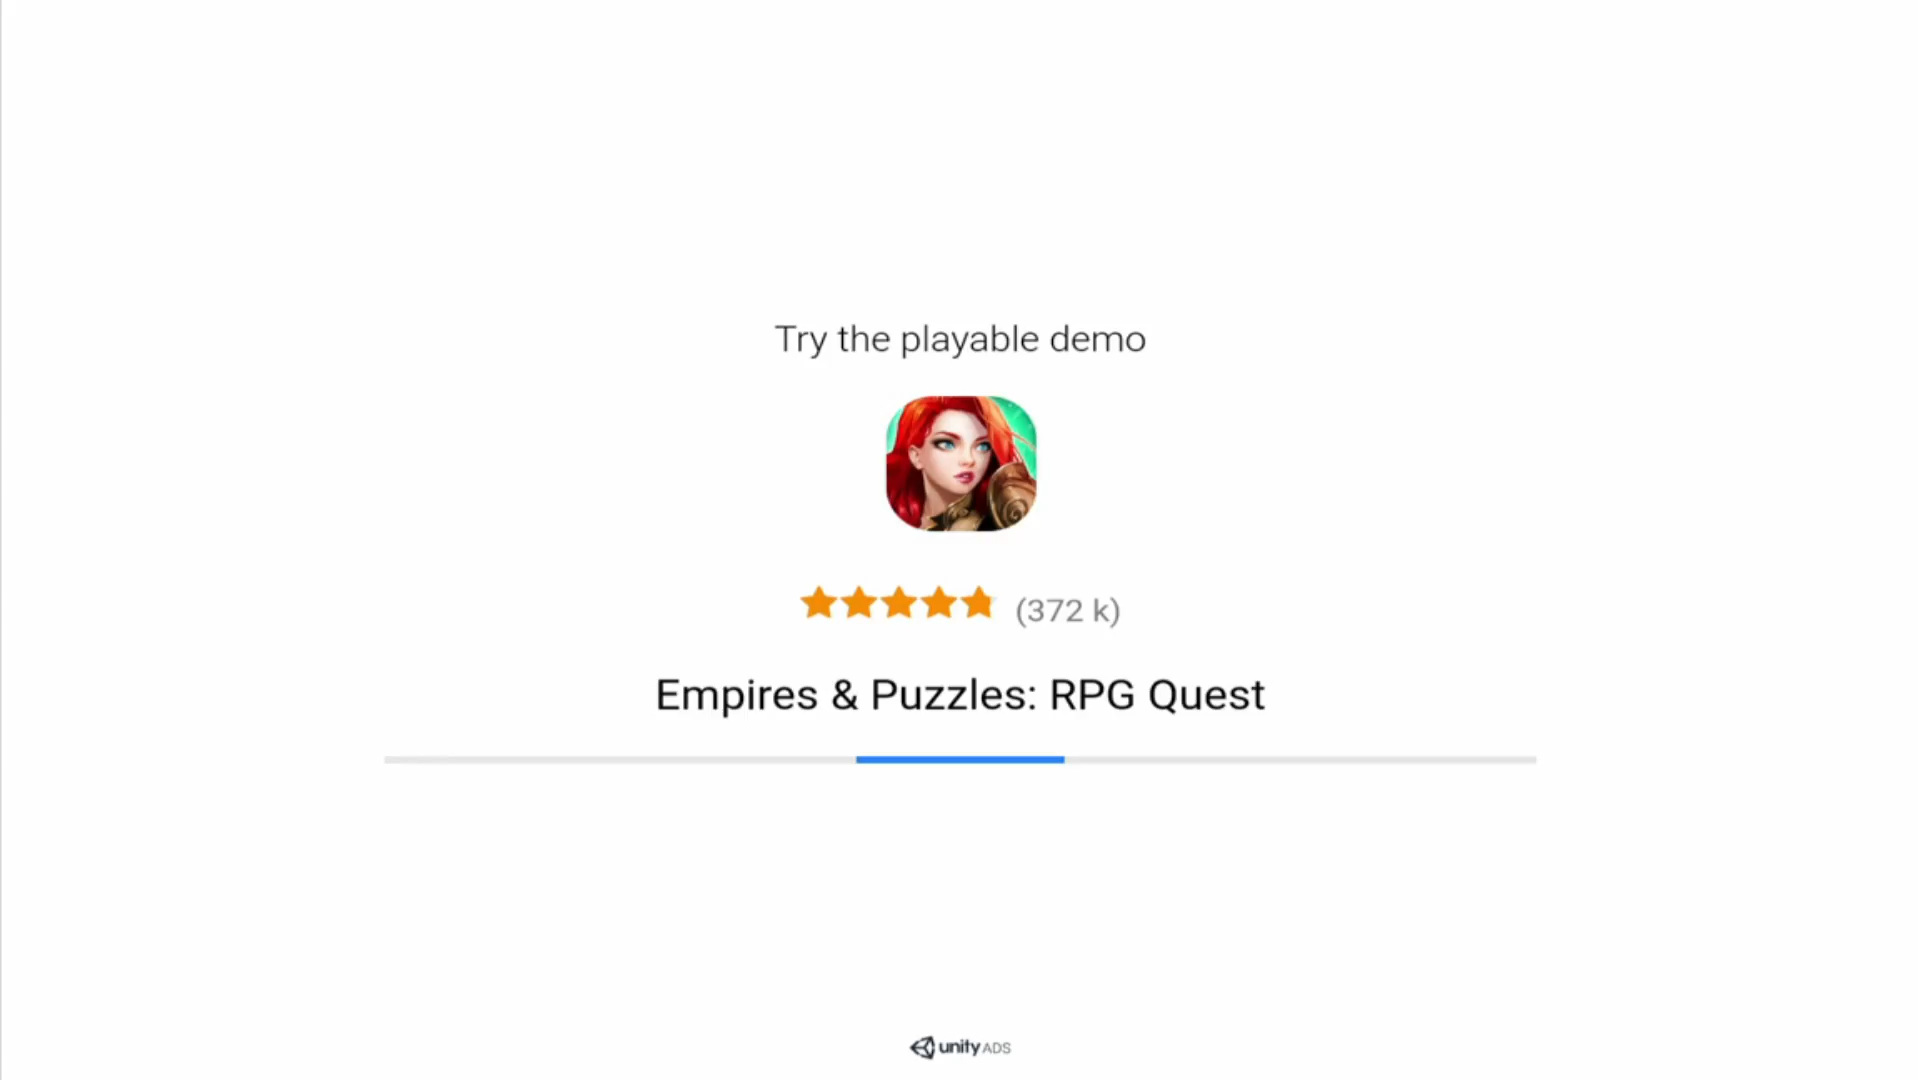 Try the playable demo
(372 k)
Empires & Puzzles: RPG Quest
unity ADS